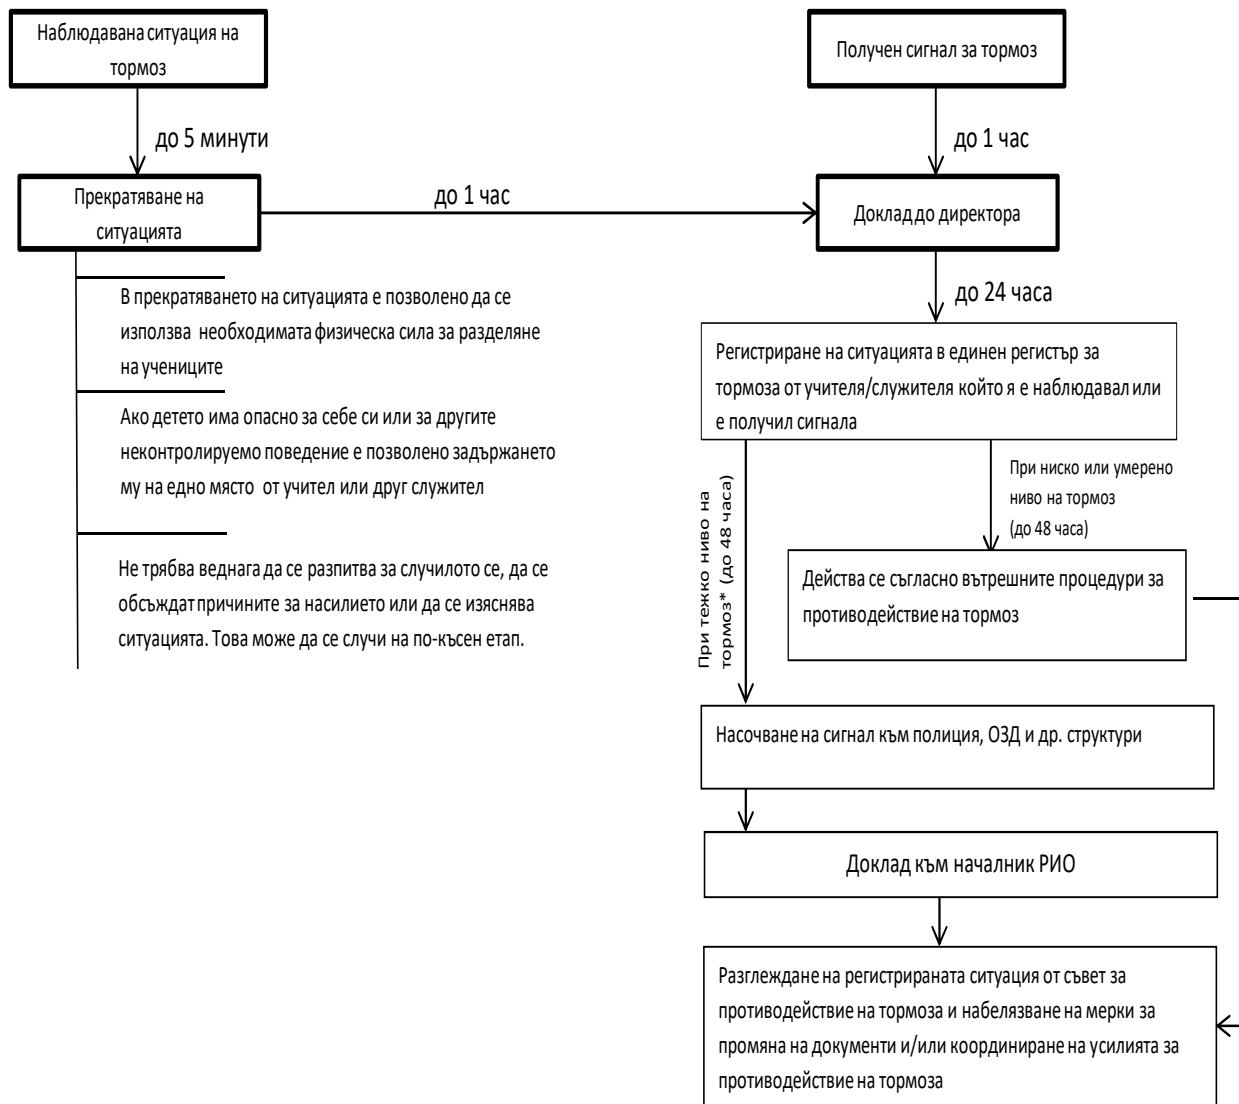 Наблюдавана ситуация на
тормоз
Получен сигнал за тормоз
до 5 минути
до 1 час
Прекратяване на
ситуацията
до 1 час
Доклад до директора
до 24 часа
В прекратяването на ситуацията е позволено да се
използва необходимата физическа сила за разделяне
на учениците
Ако детето има опасно за себе си или за другите
неконтролируемо поведение е позволено задържането
му на едно място от учител или друг служител
Не трябва веднага да се разпитва за случилото се, да се
обсъждат причините за насилието или да се изяснява
ситуацията. Това може да се случи на по-късен етап.
Регистриране на ситуацията в единен регистър за
тормоза от учителя/служителя който я е наблюдавал или
е получил сигнала
При тежко ниво на
тормоз* (до 48 часа)
При ниско или умерено
ниво на тормоз
(до 48 часа)
Действа се съгласно вътрешните процедури за
противодействие на тормоз
Насочване на сигнал към полиция, ОЗД и др. структури
Доклад към началник РИО
Разглеждане на регистрираната ситуация от съвет за
противодействие на тормоза и набелязване на мерки за
промяна на документи и/или координиране на усилията за
противодействие на тормоза